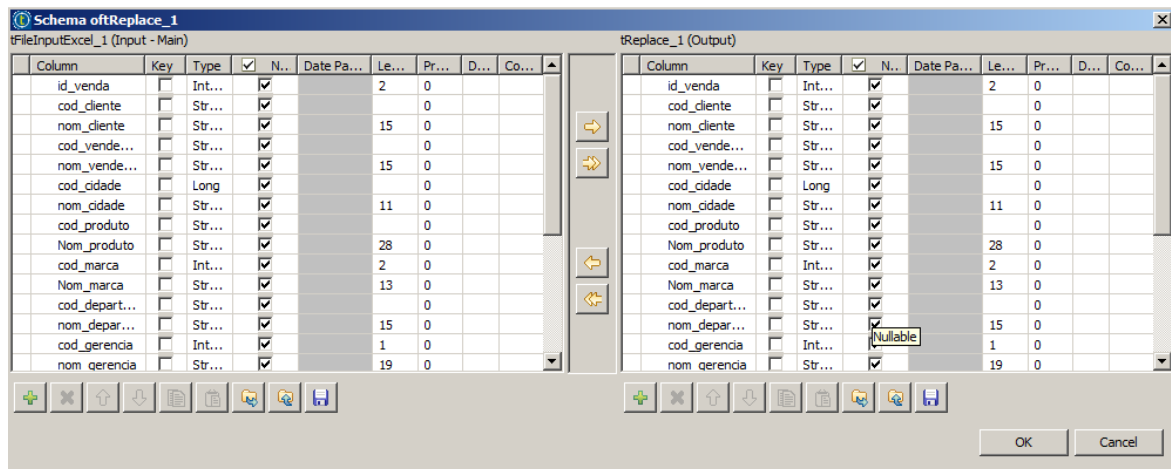 Schema oftReplace_1
tFileInputExcel_1 (Input - Main)
Column Key Type N... Date Pa... Le... Pr... D... Co...
id_venda Int... 2 0
cod_cliente Str... 0
nom_cliente Str... 15 0
cod_vende... Str... 0
nom_vende... Str... 15 0
cod_cidade Long 0
nom_cidade Str... 11 0
cod_produto Str... 0
Nom_produto Str... 28 0
cod_marca Int... 2 0
Nom_marca Str... 13 0
cod_depart... Str... 0
nom_depar... Str... 15 0
cod_gerencia Int... 1 0
nom_gerencia Str... 19 0
tReplace_1 (Output)
Column Key Type N... Date Pa... Le... Pr... D... Co...
id_venda Int... 2 0
cod_cliente Str... 0
nom_cliente Str... 15 0
cod_vende... Str... 0
nom_vende... Str... 15 0
cod_cidade Long 0
nom_cidade Str... 11 0
cod_produto Str... 0
Nom_produto Str... 28 0
cod_marca Int... 2 0
Nom_marca Str... 13 0
cod_depart... Str... 0
nom_depar... Str... 15 0
Nullable
cod_gerencia Int... 1 0
nom_gerencia Str... 19 0
OK Cancel